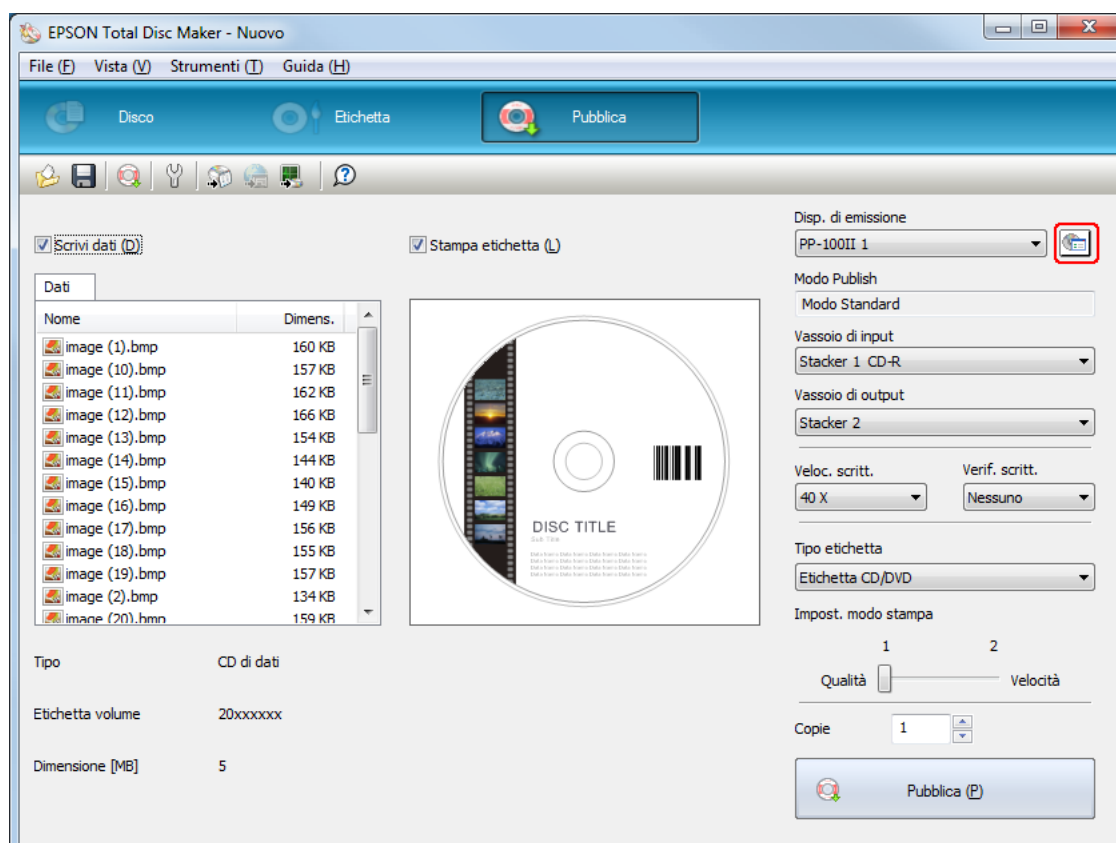 EPSON Total Disc Maker - Nuovo
File (F) Vista (V) Strumenti (T) Guida (H)
Disco Etichetta Pubblica
Scrivi dati (D)
Stampa etichetta (L)
Dati
Nome Dimens.
image (1).bmp 160 KB
image (10).bmp 157 KB
image (11).bmp 162 KB
image (12).bmp 166 KB
image (13).bmp 154 KB
image (14).bmp 144 KB
image (15).bmp 140 KB
image (16).bmp 149 KB
image (17).bmp 156 KB
image (18).bmp 155 KB
image (19).bmp 157 KB
image (2).bmp 134 KB
image (20).bmp 159 KB
DISC TITLE
Sub Title
Tipo CD di dati
Etichetta volume 20xxxxxx
Dimensione [MB] 5
Disp. di emissione
PP-100II 1
Modo Publish
Modo Standard
Vassoio di input
Stacker 1 CD-R
Vassoio di output
Stacker 2
Veloc. scritt. Verif. scritt.
40 X Nessuno
Tipo etichetta
Etichetta CD/DVD
Impost. modo stampa
1 2
Qualità Velocità
Copie 1
Pubblica (P)